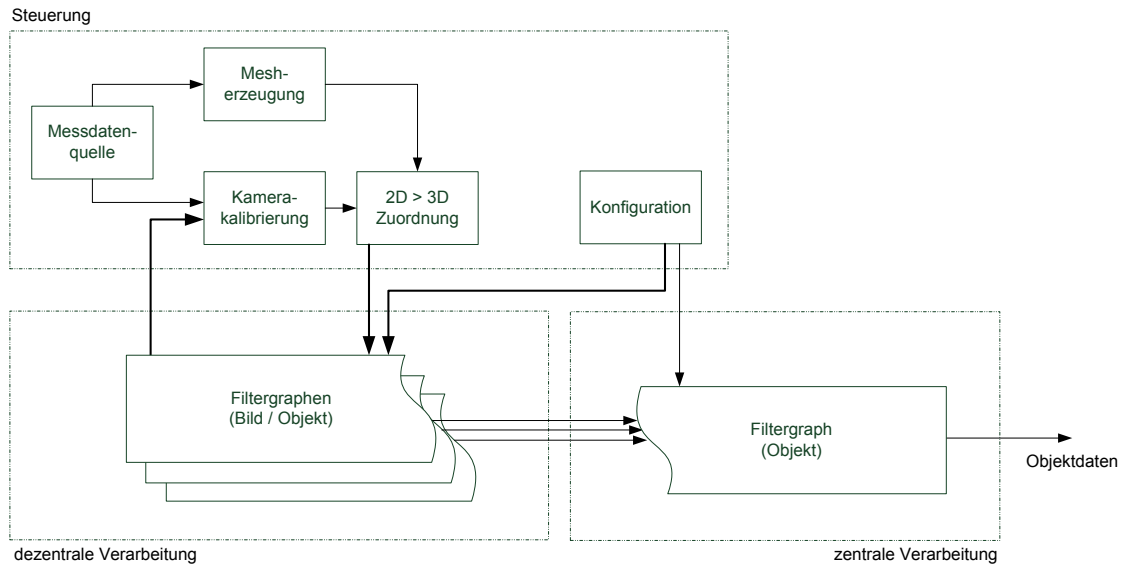 Steuerung
Mesh-
erzeugung
Messdaten-
quelle
Kamera-
kalibrierung
2D > 3D
Zuordnung
Konfiguration
Filtergraphen
(Bild / Objekt)
Filtergraph
(Objekt)
Objektdaten
dezentrale Verarbeitung
zentrale Verarbeitung